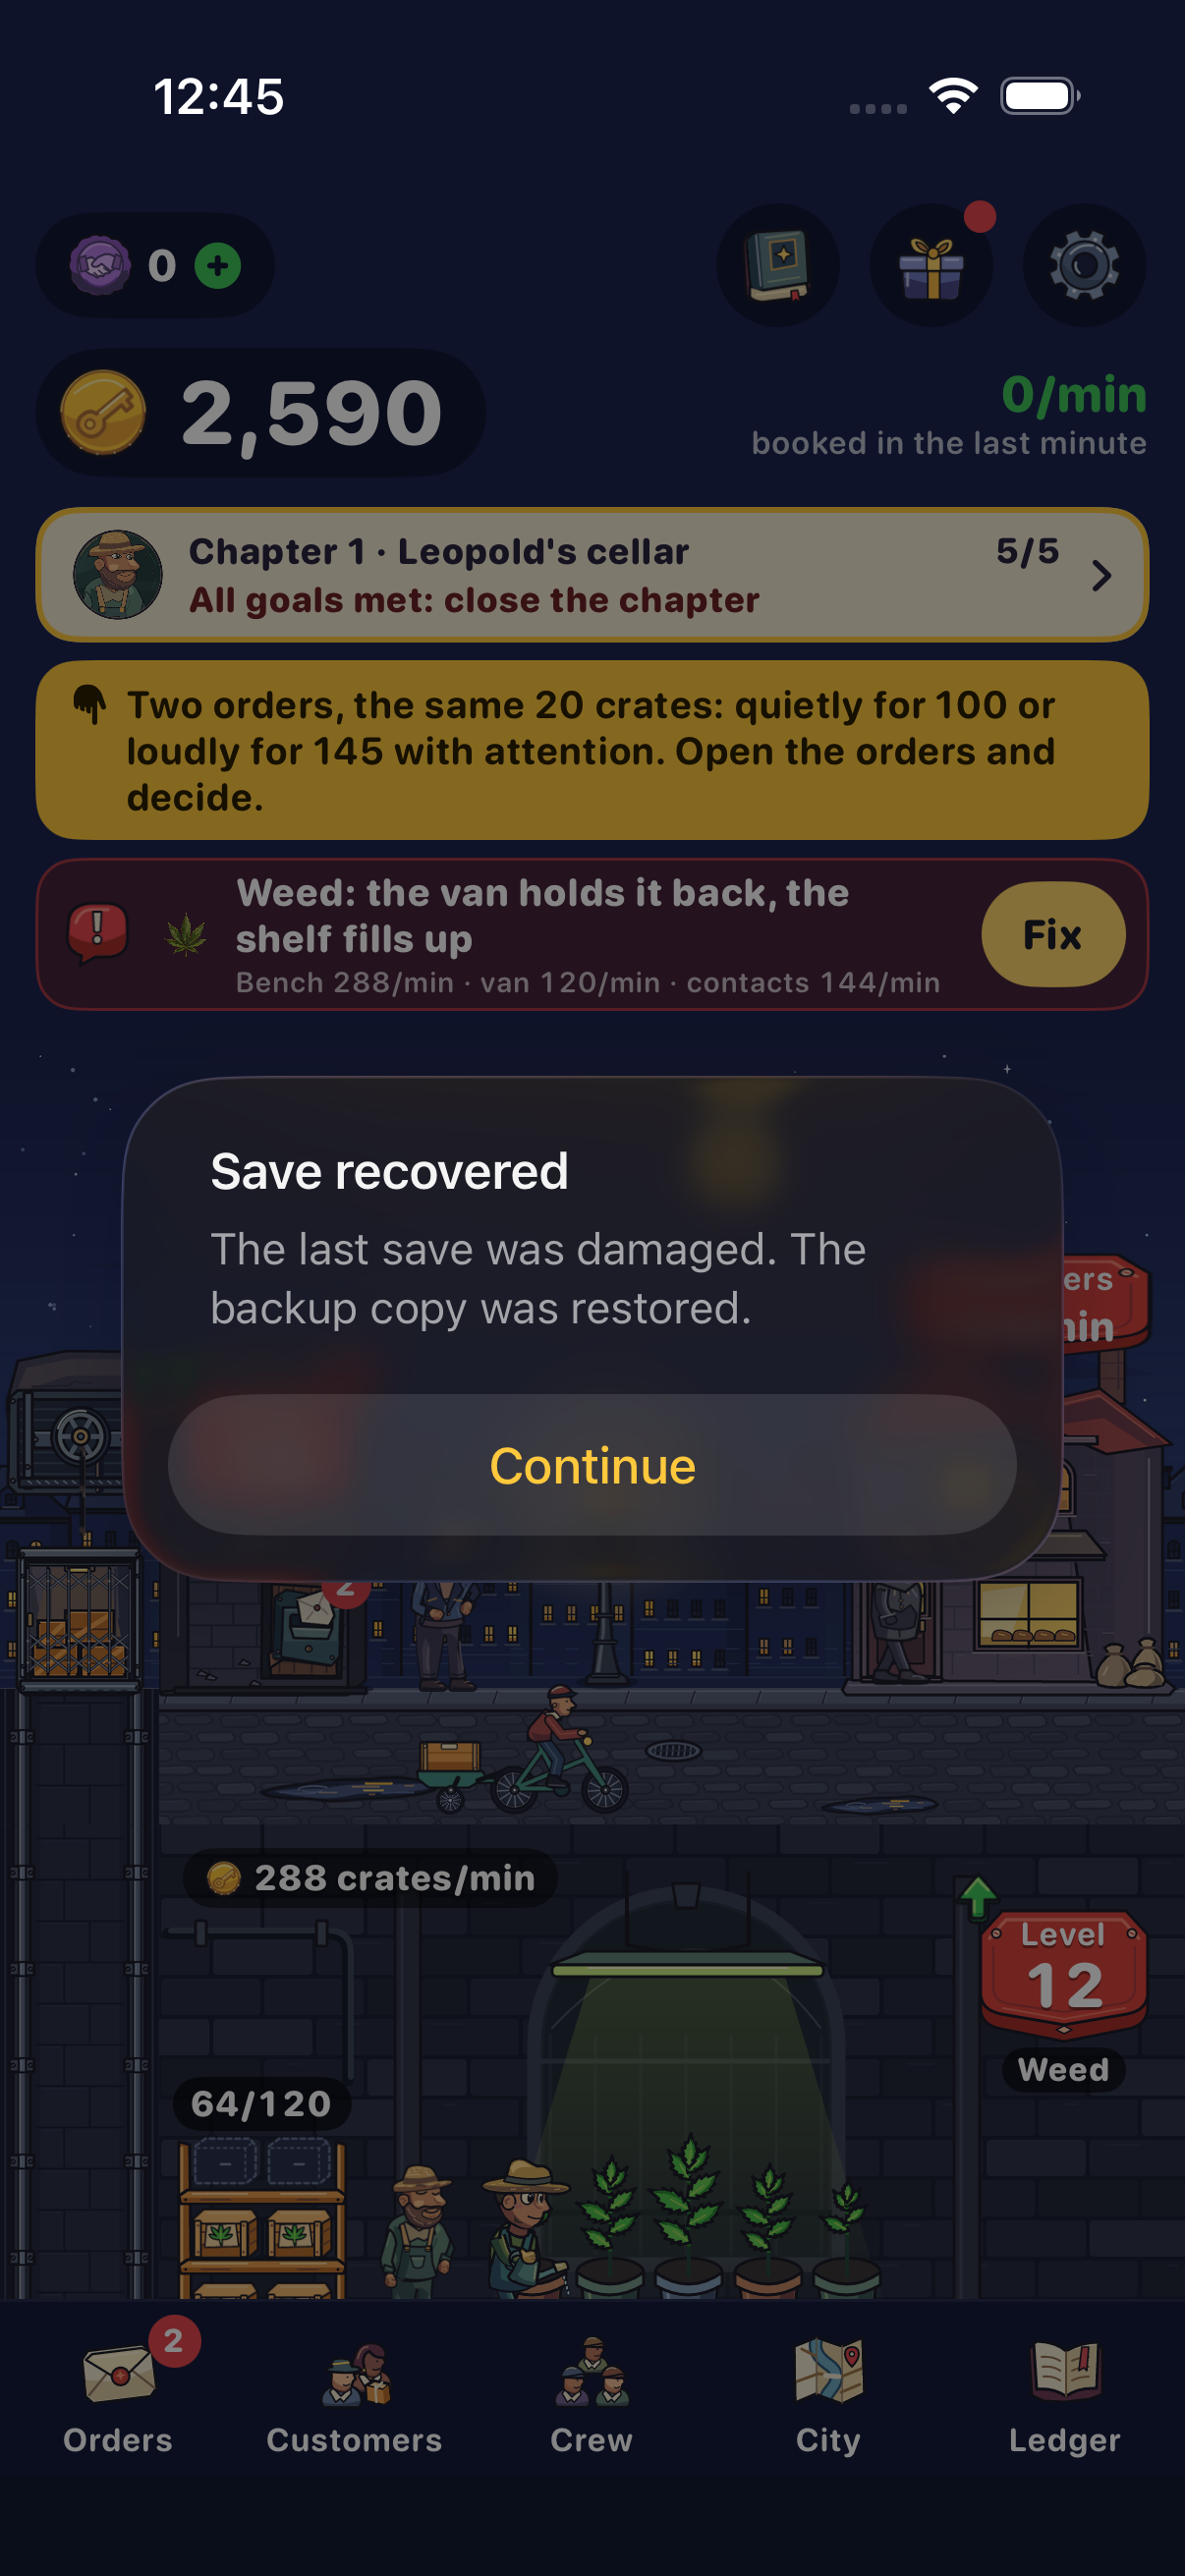 12:45
0
2,590
0/min
booked in the last minute
Chapter 1 · Leopold's cellar
5/5
All goals met: close the chapter
Two orders, the same 20 crates: quietly for 100 or
loudly for 145 with attention. Open the orders and
decide.
Weed: the van holds it back, the
shelf fills up
Bench 288/min · van 120/min · contacts 144/min
Fix
Save recovered
The last save was damaged. The
backup copy was restored.
Continue
2
288 crates/min
Level
12
Weed
64/120
2
Orders
Customers
Crew
City
Ledger